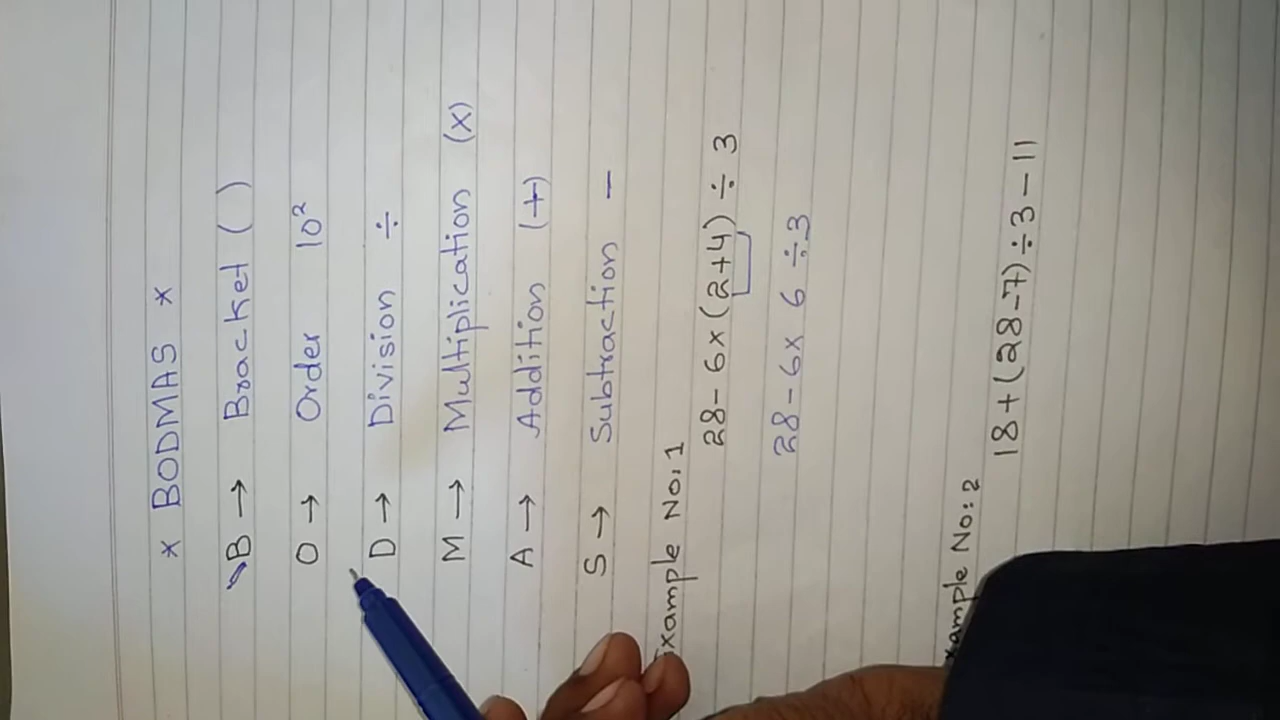 * BODMAS *
B → Bracket ( )
O → Order 10²
D → Division ÷
M → Multiplication (x)
A → Addition (+)
S → Subtraction −
Example No: 1
28 - 6 x (2+4) ÷ 3
28 - 6 x 6 ÷ 3
xample No: 2
18 + (28-7) ÷ 3 - 11